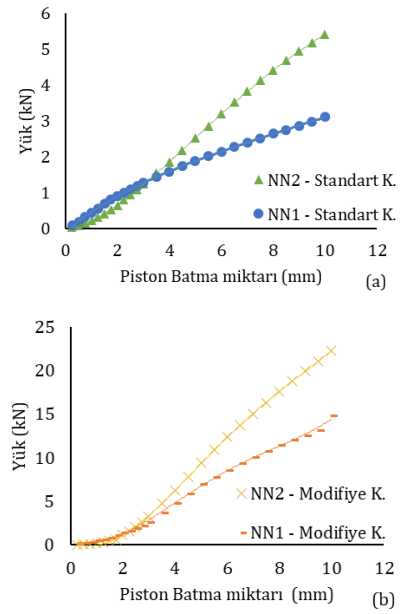 6
5
4
3
2
1
0
Yük (kN)
NN2 - Standart K.
NN1 - Standart K.
0 2 4 6 8 10 12
Piston Batma miktarı (mm)
(a)
25
20
15
10
5
0
Yük (kN)
NN2 - Modifiye K.
NN1 - Modifiye K.
0 2 4 6 8 10 12
Piston Batma miktarı (mm)
(b)